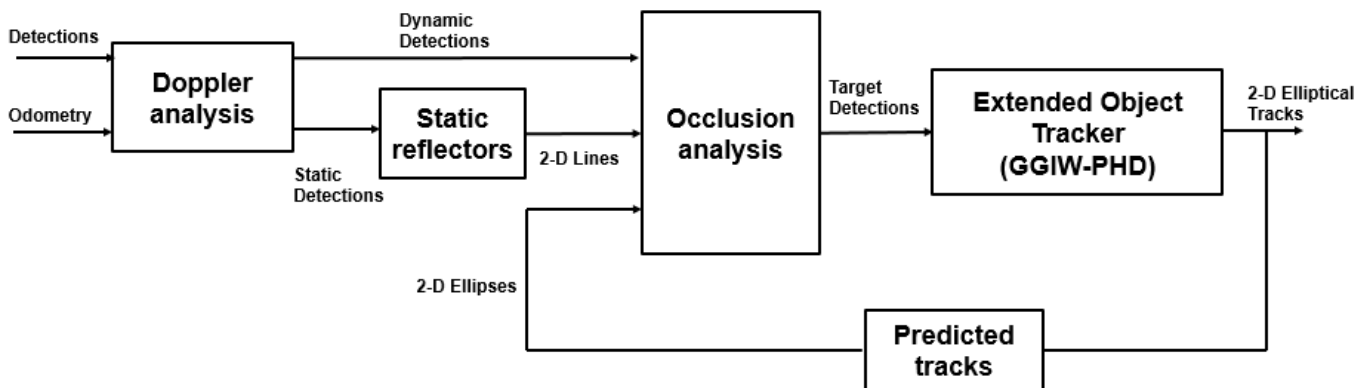 Detections
Odometry
Doppler
analysis
Dynamic
Detections
Static
Detections
Static
reflectors
2-D Lines
2-D Ellipses
Occlusion
analysis
Target
Detections
Extended Object
Tracker
(GGIW-PHD)
2-D Elliptical
Tracks
Predicted
tracks